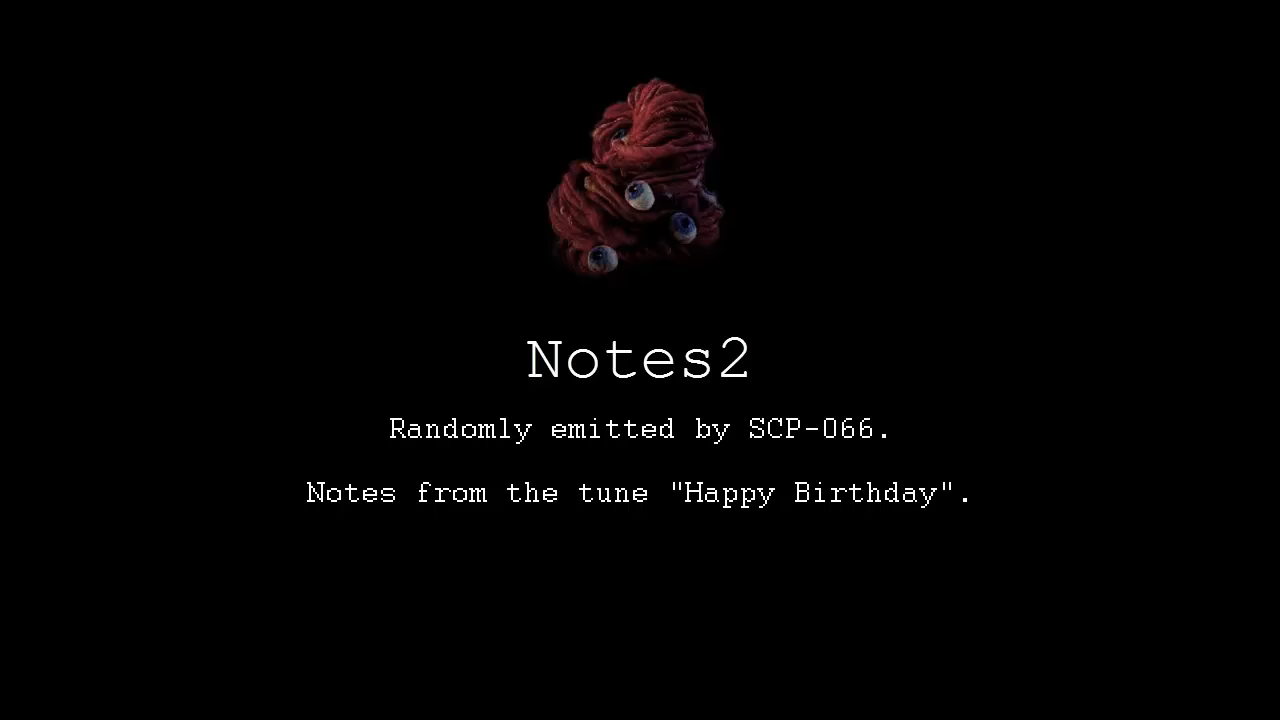 Notes2
Randomly emitted by SCP-066.
Notes from the tune "Happy Birthday".